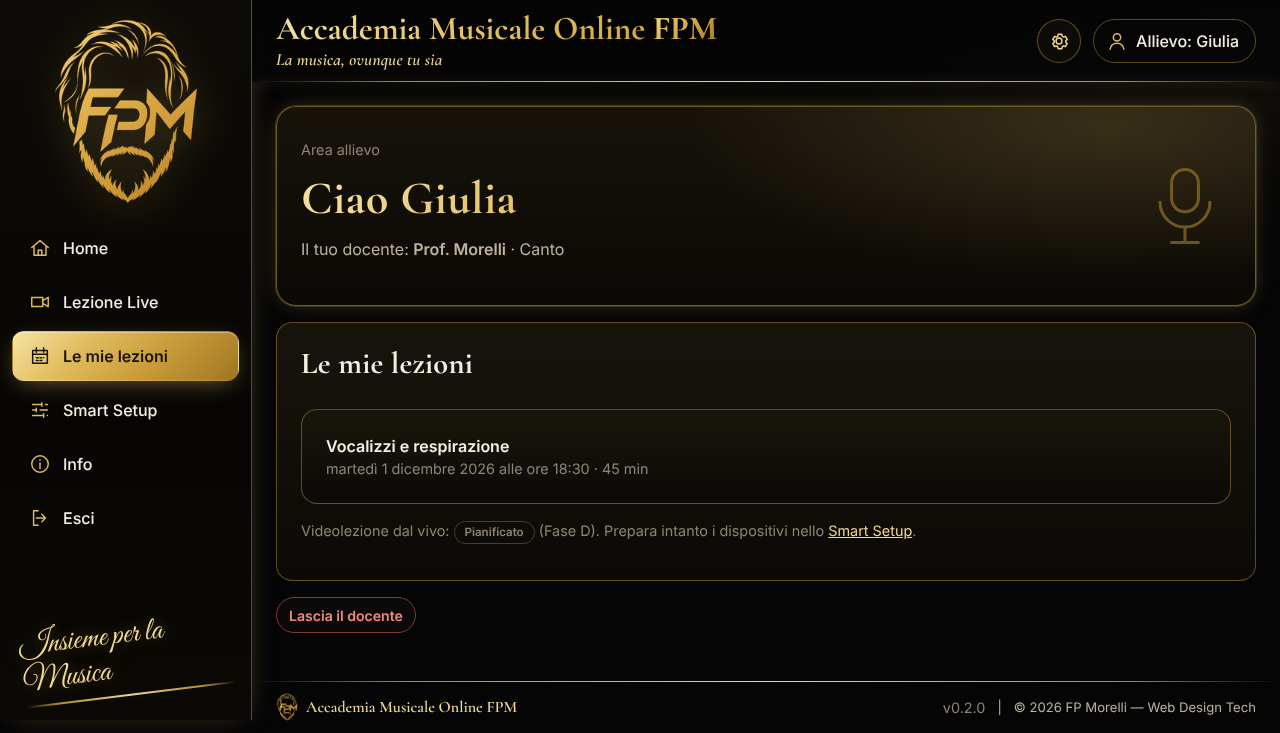 FPM
Home
Lezione Live
Le mie lezioni
Smart Setup
Info
Esci
Insieme per la
Musica
Accademia Musicale Online FPM
La musica, ovunque tu sia
Allievo: Giulia
Area allievo
Ciao Giulia
Il tuo docente: Prof. Morelli · Canto
Le mie lezioni
Vocalizzi e respirazione
martedì 1 dicembre 2026 alle ore 18:30 · 45 min
Videolezione dal vivo: Pianificato (Fase D). Prepara intanto i dispositivi nello Smart Setup.
Lascia il docente
Accademia Musicale Online FPM
v0.2.0 | © 2026 FP Morelli — Web Design Tech